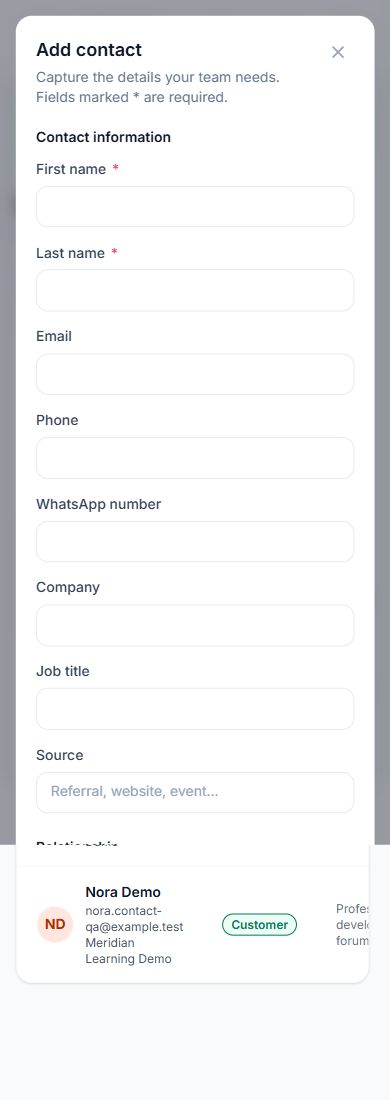 Add contact
Capture the details your team needs.
Fields marked * are required.
Contact information
First name *
Last name *
Email
Phone
WhatsApp number
Company
Job title
Source
Referral, website, event...
ND
Nora Demo
nora.contact-
qa@example.test
Meridian
Learning Demo
Customer